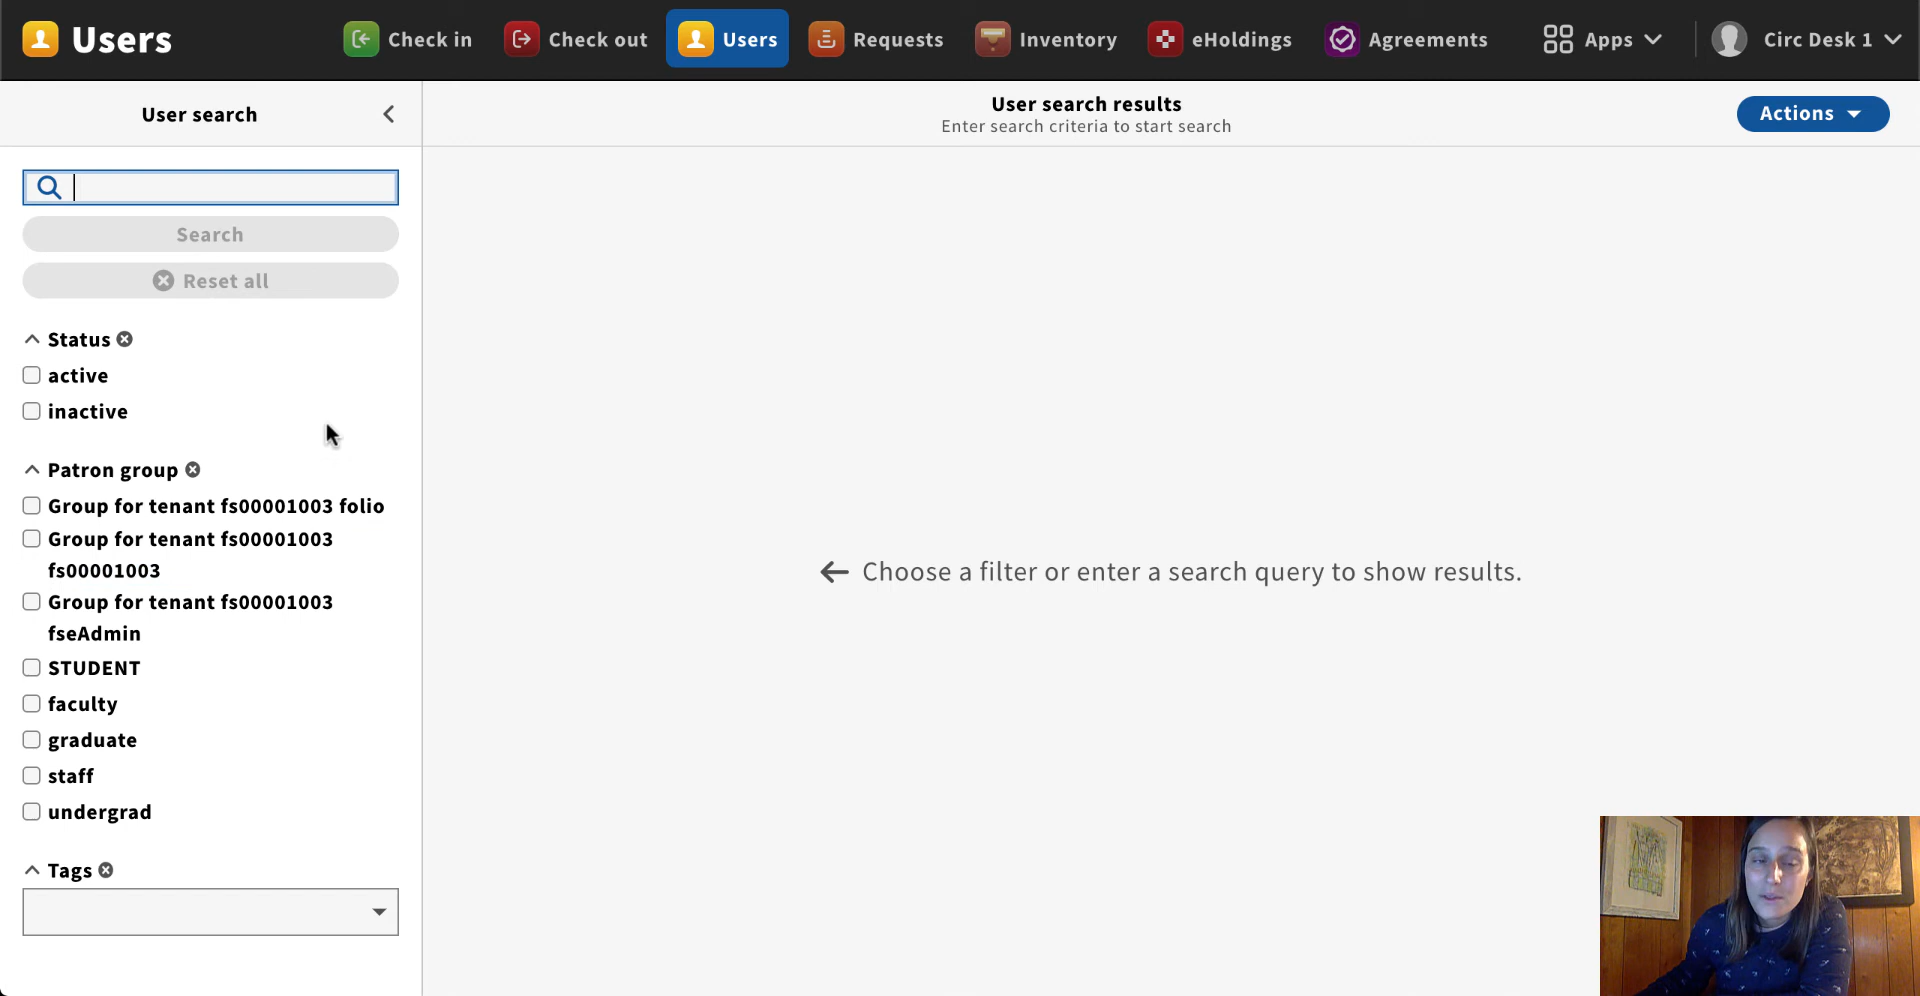 Users
Check in
Check out
Users
Requests
Inventory
eHoldings
Agreements
Apps
Circ Desk 1
User search
User search results
Enter search criteria to start search
Actions
Search
Reset all
Status
active
inactive
Patron group
Group for tenant fs00001003 folio
Group for tenant fs00001003
fs00001003
Group for tenant fs00001003
fseAdmin
STUDENT
faculty
graduate
staff
undergrad
Tags
Choose a filter or enter a search query to show results.